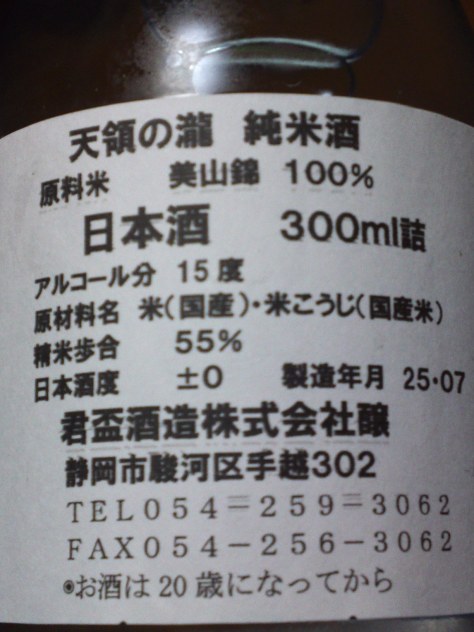 天領の瀧 純米酒
原料米 美山錦 100%
日本酒 300ml詰
アルコール分 15度
原材料名 米(国産)・米こうじ(国産米)
精米歩合 55%
日本酒度 ±0 製造年月 25・07
君盃酒造株式会社醸
静岡市駿河区手越302
TEL054-259-3062
FAX054-256-3062
◉お酒は20歳になってから